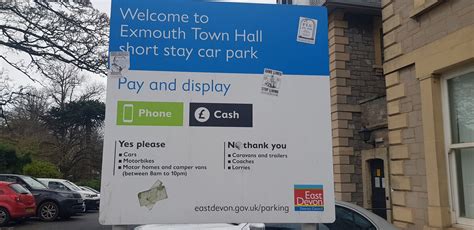 Welcome to
Exmouth Town Hall
short stay car park
Pay and display
Phone
£ Cash
Yes please
• Cars
• Motorbikes
• Motor homes and camper vans
(between 8am to 10pm)
No thank you
• Caravans and trailers
• Coaches
• Lorries
eastdevon.gov.uk/parking
East
Devon
District Council